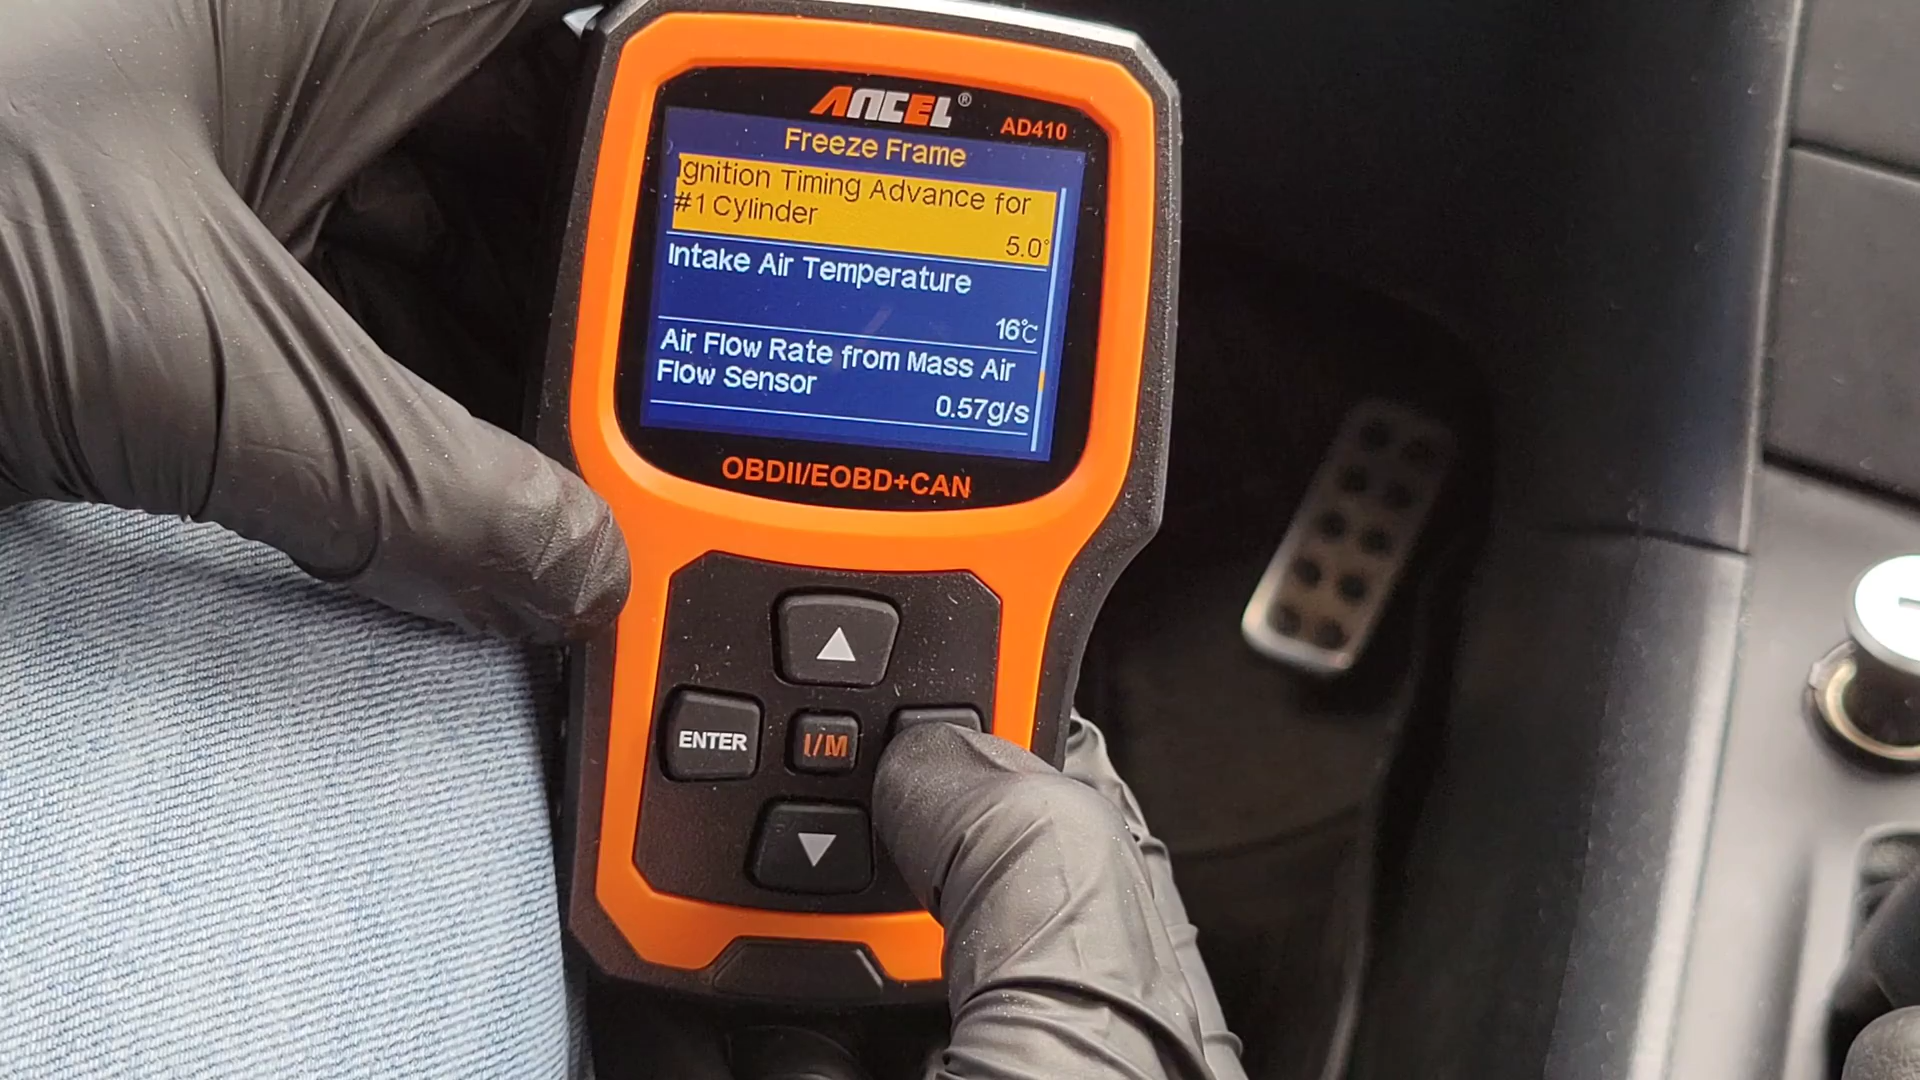 ANCEL®
AD410
Freeze Frame
Ignition Timing Advance for
#1 Cylinder
5.0°
Intake Air Temperature
16℃
Air Flow Rate from Mass Air
Flow Sensor
0.57g/s
OBDII/EOBD+CAN
ENTER
I/M